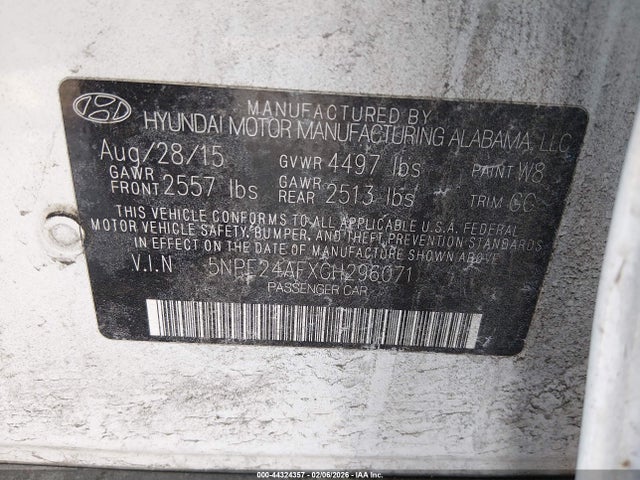 MANUFACTURED BY
HYUNDAI MOTOR MANUFACTURING ALABAMA, LLC
Aug/28/15 GVWR 4497 lbs PAINT W8
GAWR FRONT 2557 lbs GAWR REAR 2513 lbs TRIM GC
THIS VEHICLE CONFORMS TO ALL APPLICABLE U.S.A. FEDERAL
MOTOR VEHICLE SAFETY, BUMPER, AND THEFT PREVENTION STANDARDS
IN EFFECT ON THE DATE OF MANUFACTURE SHOWN ABOVE.
V.I.N 5NPE24AFXGH296071
PASSENGER CAR
000-44324357 - 02/06/2026 - IAA Inc.